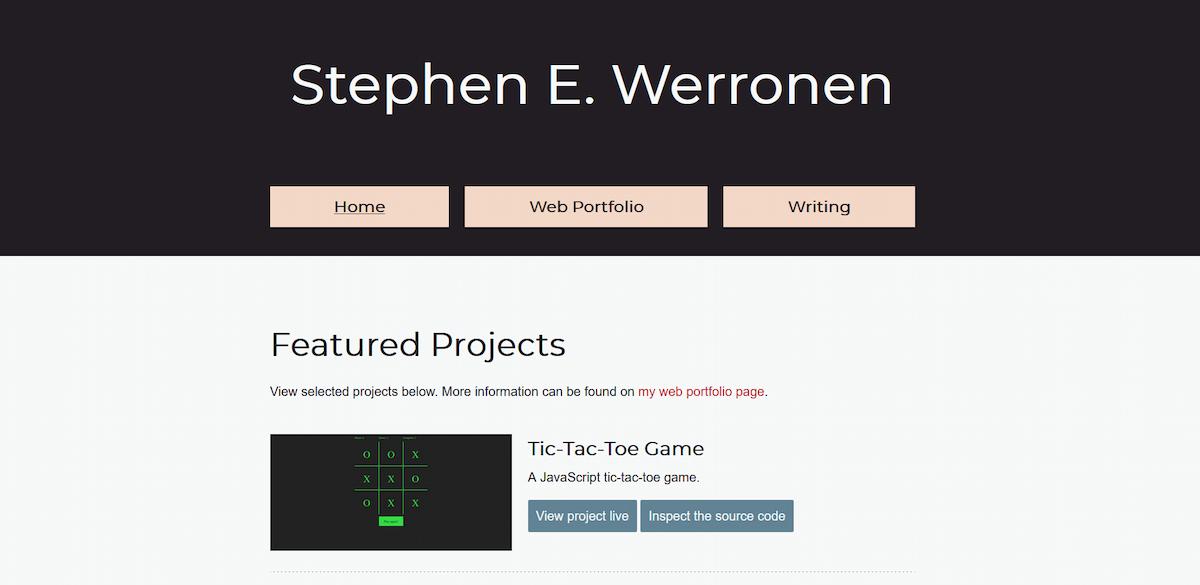 Stephen E. Werronen
Home
Web Portfolio
Writing
Featured Projects
View selected projects below. More information can be found on my web portfolio page.
O O X
X X O
O X X
Tic-Tac-Toe Game
A JavaScript tic-tac-toe game.
View project live
Inspect the source code